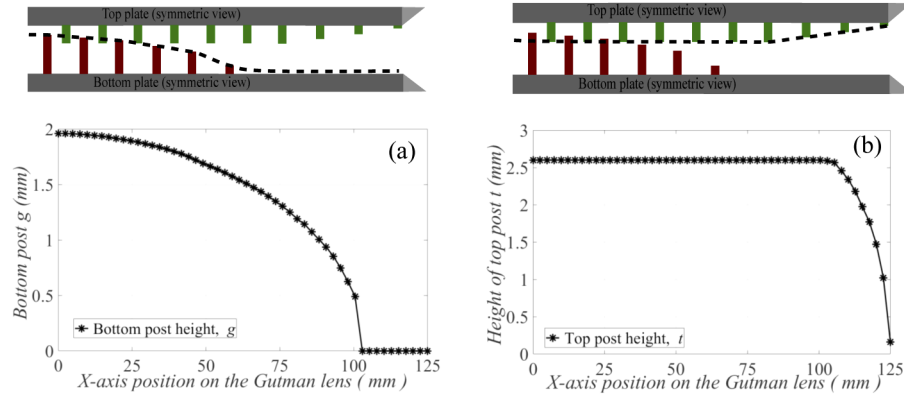 Top plate (symmetric view)
Bottom plate (symmetric view)
Top plate (symmetric view)
Bottom plate (symmetric view)
(a)
Bottom post g (mm)
2
1.5
1
0.5
0
Bottom post height, g
0 25 50 75 100 125
X-axis position on the Gutman lens ( mm )
(b)
Height of top post t (mm)
3
2.5
2
1.5
1
0.5
0
Top post height, t
0 25 50 75 100 125
X-axis position on the Gutman lens ( mm )